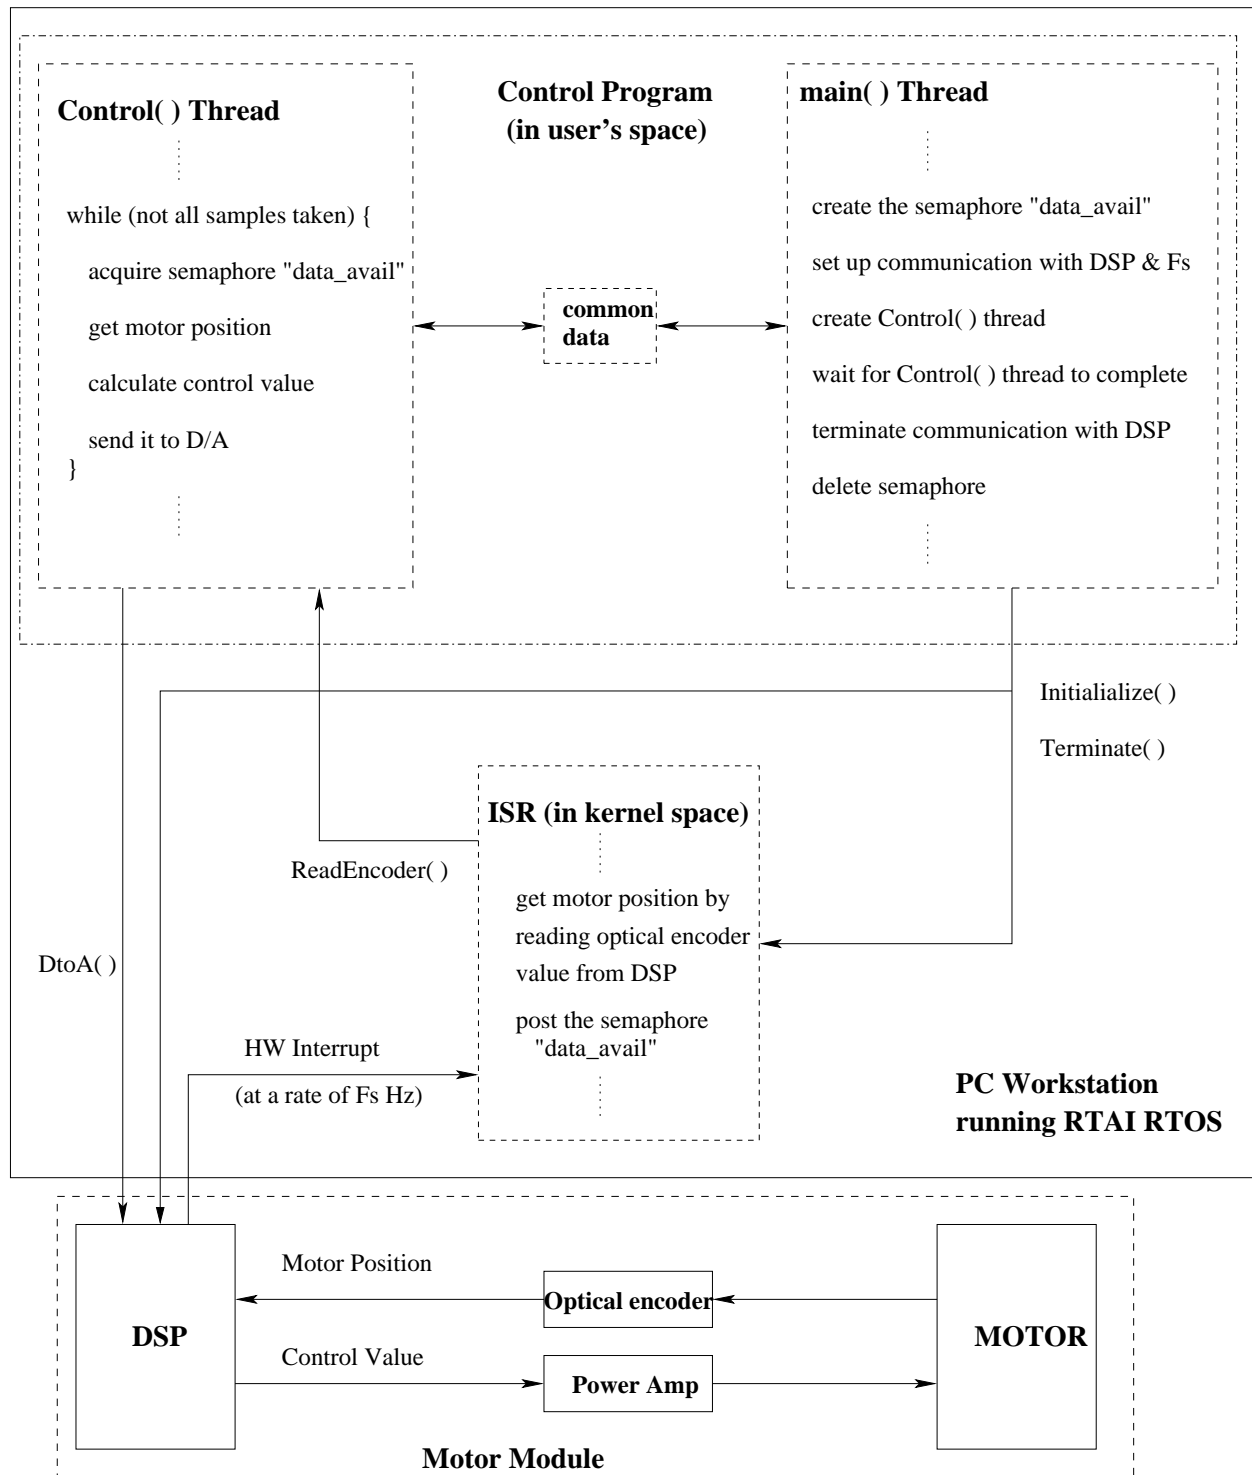 Control( ) Thread
while (not all samples taken) {
acquire semaphore "data_avail"
get motor position
calculate control value
send it to D/A
}
Control Program
(in user's space)
common
data
main( ) Thread
create the semaphore "data_avail"
set up communication with DSP & Fs
create Control( ) thread
wait for Control( ) thread to complete
terminate communication with DSP
delete semaphore
Initialialize( )
Terminate( )
ISR (in kernel space)
get motor position by
reading optical encoder
value from DSP
post the semaphore
"data_avail"
ReadEncoder( )
DtoA( )
HW Interrupt
(at a rate of Fs Hz)
PC Workstation
running RTAI RTOS
DSP
Motor Position
Optical encoder
Control Value
Power Amp
MOTOR
Motor Module